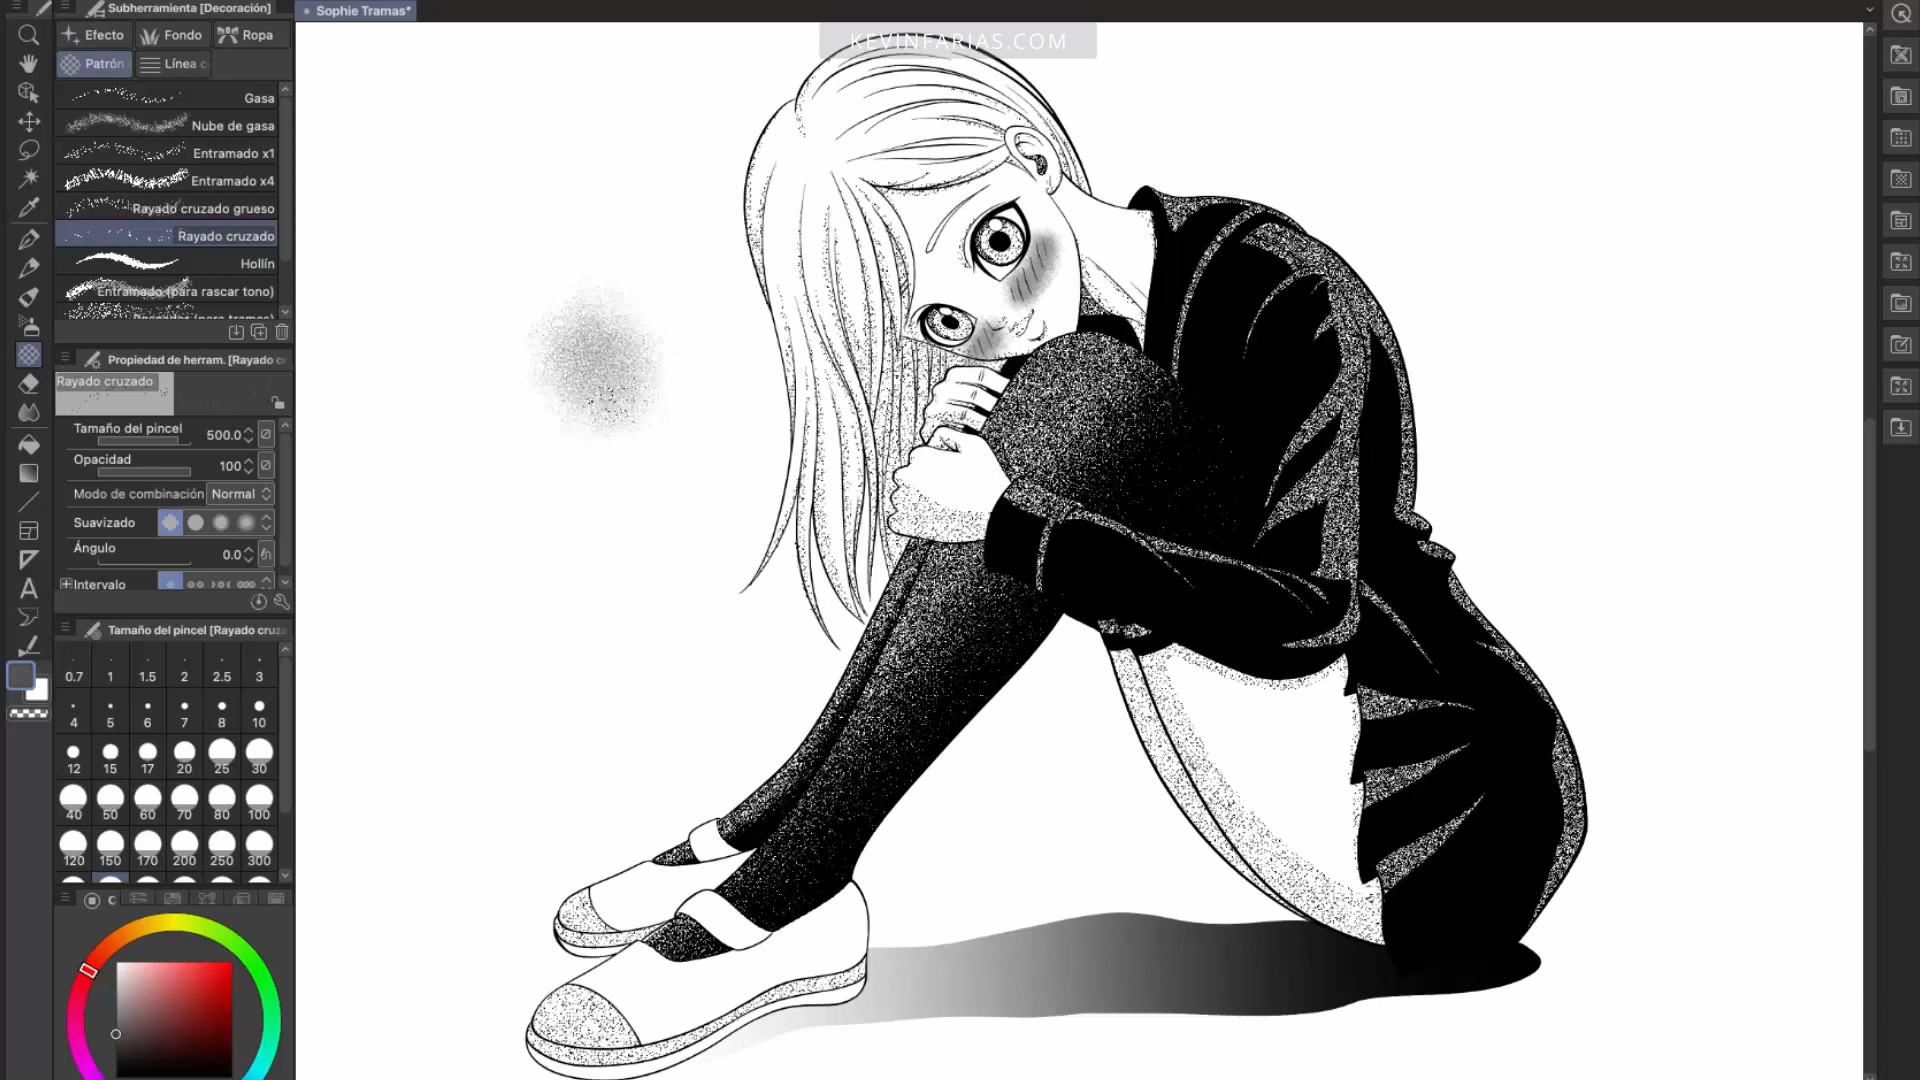 Subherramienta [Decoración]
Sophie Tramas*
KEVINFARIAS.COM
Efecto
Fondo
Ropa
Patrón
Línea c
Gasa
Nube de gasa
Entramado x1
Entramado x4
Rayado cruzado grueso
Rayado cruzado
Hollín
Entramado (para rascar tono)
Propiedad de herram. [Rayado c
Rayado cruzado
Tamaño del pincel 500.0
Opacidad 100
Modo de combinación Normal
Suavizado
Ángulo 0.0
Intervalo
Tamaño del pincel [Rayado cruz
0.7 1 1.5 2 2.5 3
4 5 6 7 8 10
12 15 17 20 25 30
40 50 60 70 80 100
120 150 170 200 250 300
C